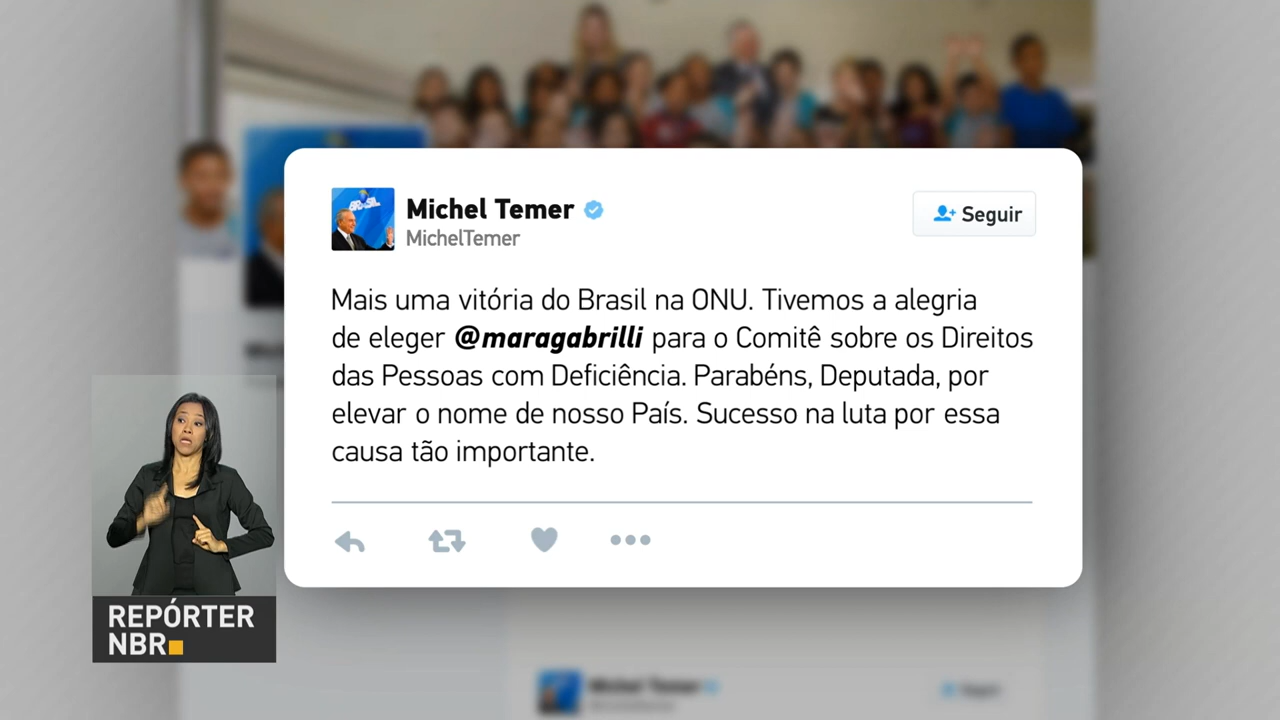 Michel Temer
MichelTemer
Seguir
Mais uma vitória do Brasil na ONU. Tivemos a alegria
de eleger @maragabrilli para o Comitê sobre os Direitos
das Pessoas com Deficiência. Parabéns, Deputada, por
elevar o nome de nosso País. Sucesso na luta por essa
causa tão importante.
REPÓRTER
NBR
Michel Temer